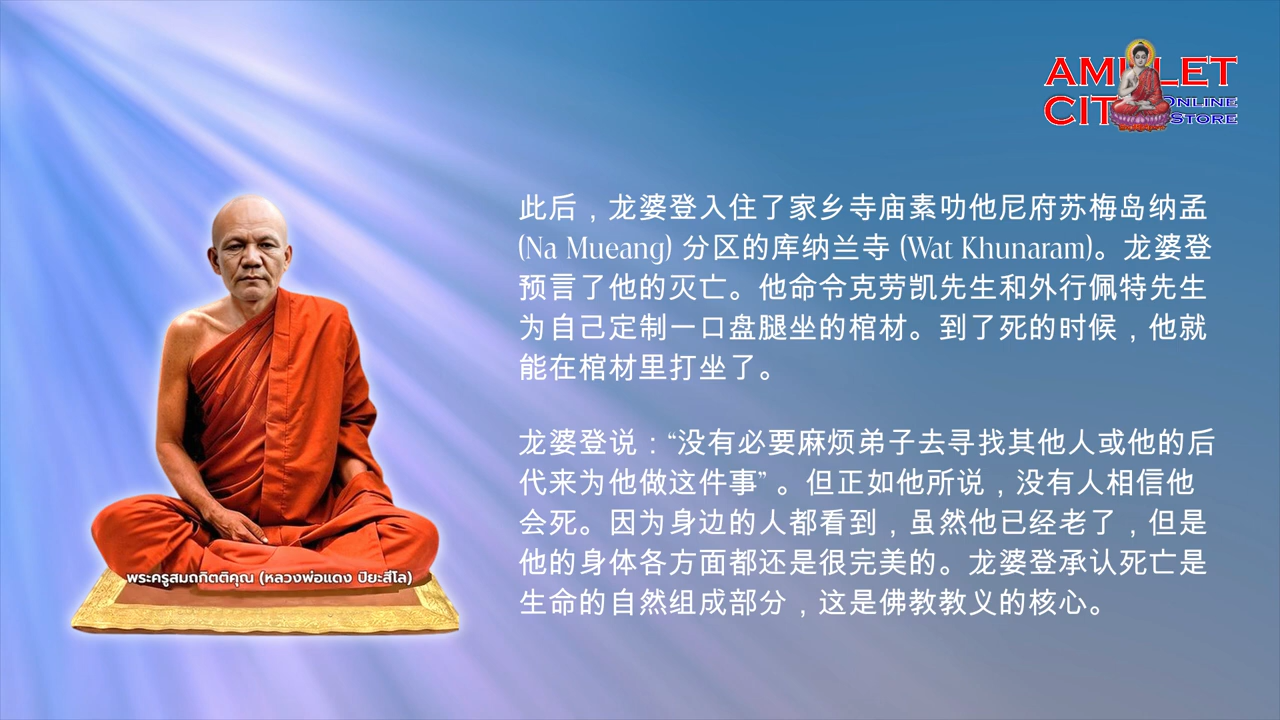 AMULET
CITY ONLINE
STORE
此后，龙婆登入住了家乡寺庙素叻他尼府苏梅岛纳孟
(Na Mueang) 分区的库纳兰寺 (Wat Khunaram)。龙婆登
预言了他的灭亡。他命令克劳凯先生和外行佩特先生
为自己定制一口盘腿坐的棺材。到了死的时候，他就
能在棺材里打坐了。
龙婆登说：“没有必要麻烦弟子去寻找其他人或他的后
代来为他做这件事” 。但正如他所说，没有人相信他
会死。因为身边的人都看到，虽然他已经老了，但是
他的身体各方面都还是很完美的。龙婆登承认死亡是
生命的自然组成部分，这是佛教教义的核心。
พระครูสมถกิตติคุณ (หลวงพ่อแดง ปิยะสีโล)